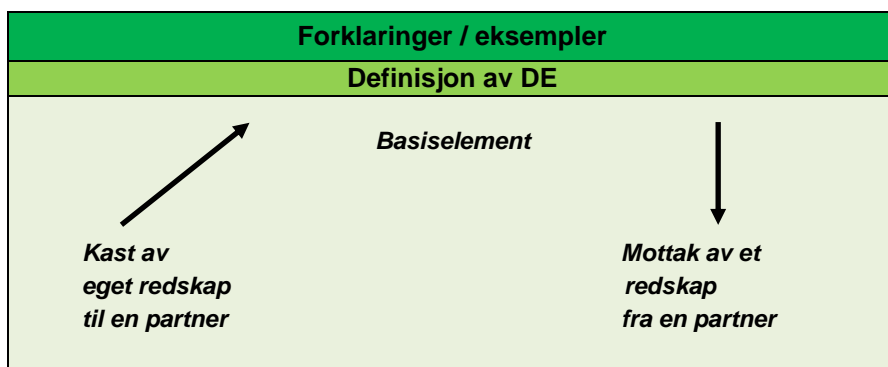 Forklaringer / eksempler
Definisjon av DE
Basiselement
Kast av
eget redskap
til en partner
Mottak av et
redskap
fra en partner